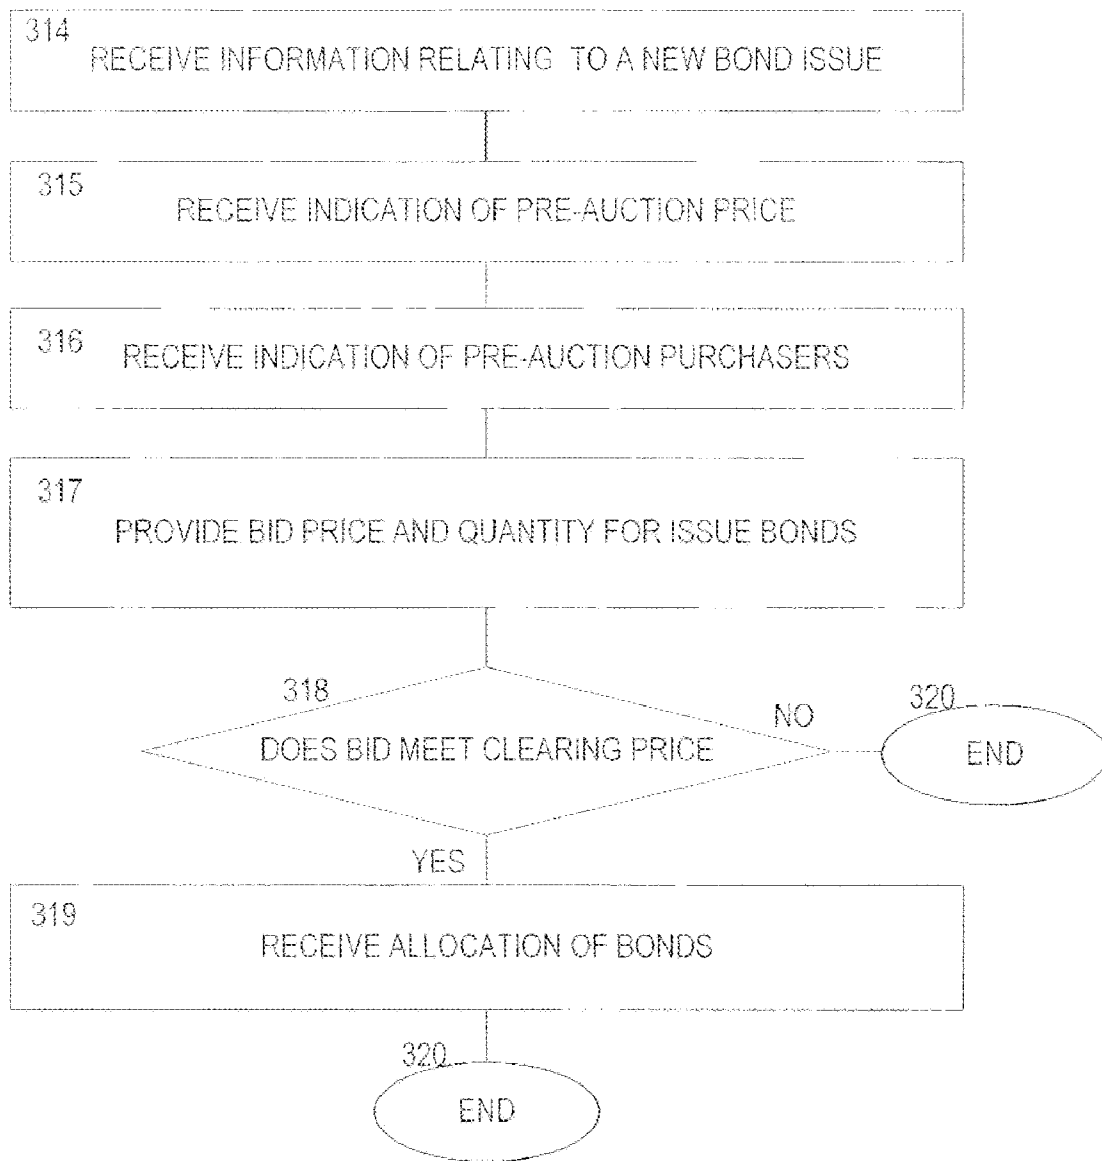 314
RECEIVE INFORMATION RELATING TO A NEW BOND ISSUE
315
RECEIVE INDICATION OF PRE-AUCTION PRICE
316
RECEIVE INDICATION OF PRE-AUCTION PURCHASERS
317
PROVIDE BID PRICE AND QUANTITY FOR ISSUE BONDS
318
DOES BID MEET CLEARING PRICE
NO
320
END
YES
319
RECEIVE ALLOCATION OF BONDS
320
END